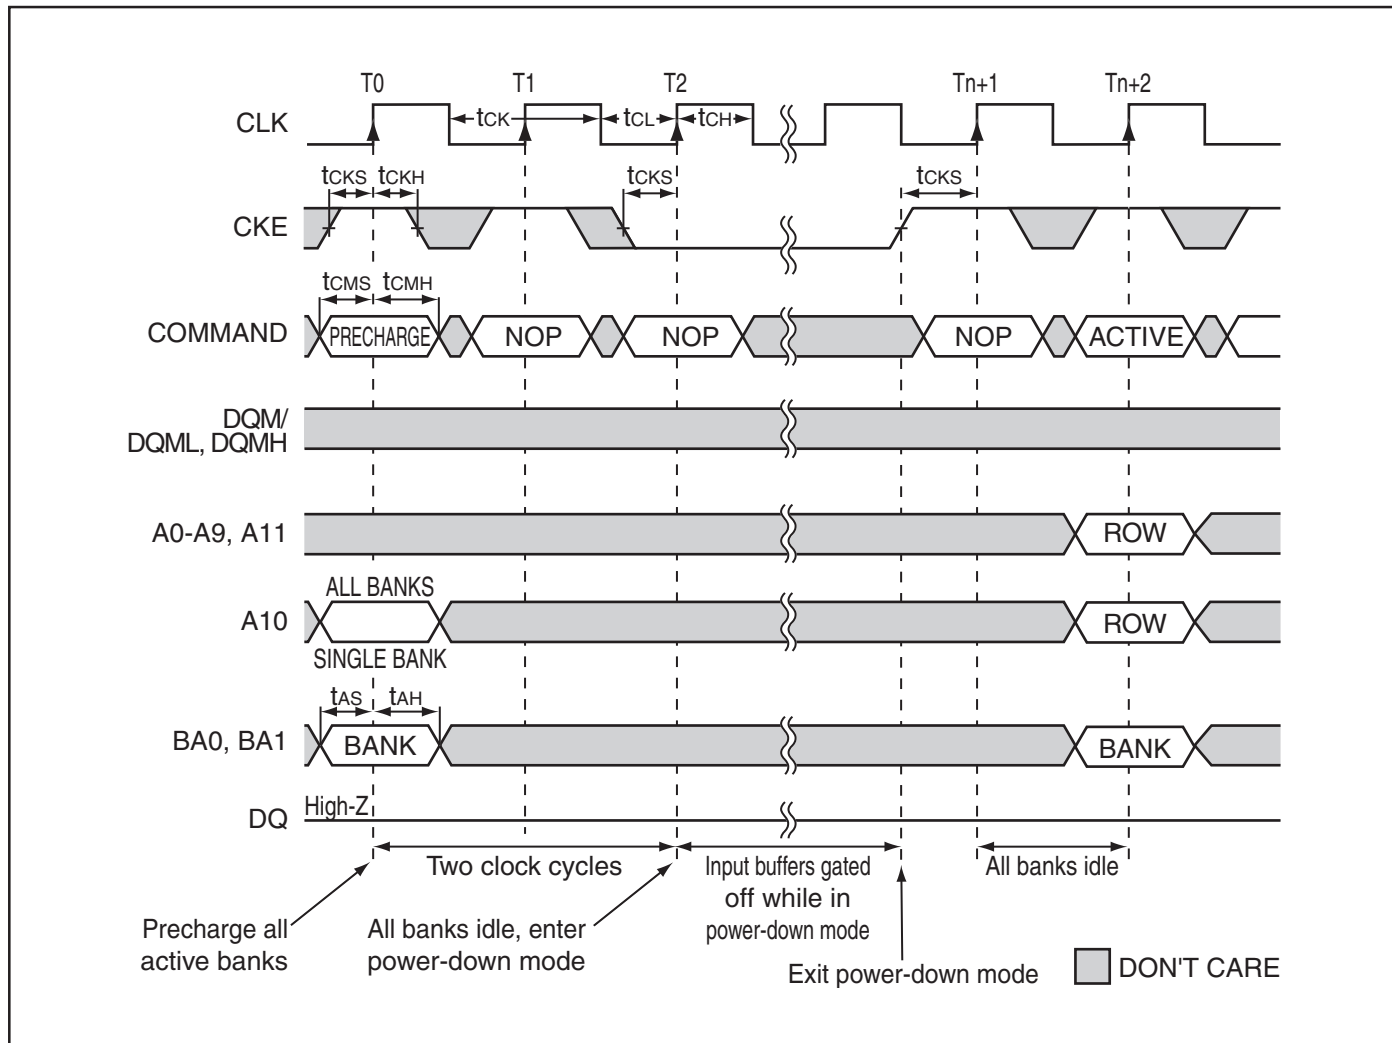 T0 T1 T2 Tn+1 Tn+2
CLK tCK tCL tCH
tCKS tCKH tCKS tCKS
CKE
tCMS tCMH
COMMAND PRECHARGE NOP NOP NOP ACTIVE
DQM/
DQML, DQMH
A0-A9, A11 ROW
ALL BANKS
A10 ROW
SINGLE BANK
tAS tAH
BA0, BA1 BANK BANK
DQ High-Z
Two clock cycles
Input buffers gated
off while in
power-down mode
All banks idle
Precharge all
active banks
All banks idle, enter
power-down mode
Exit power-down mode
DON'T CARE